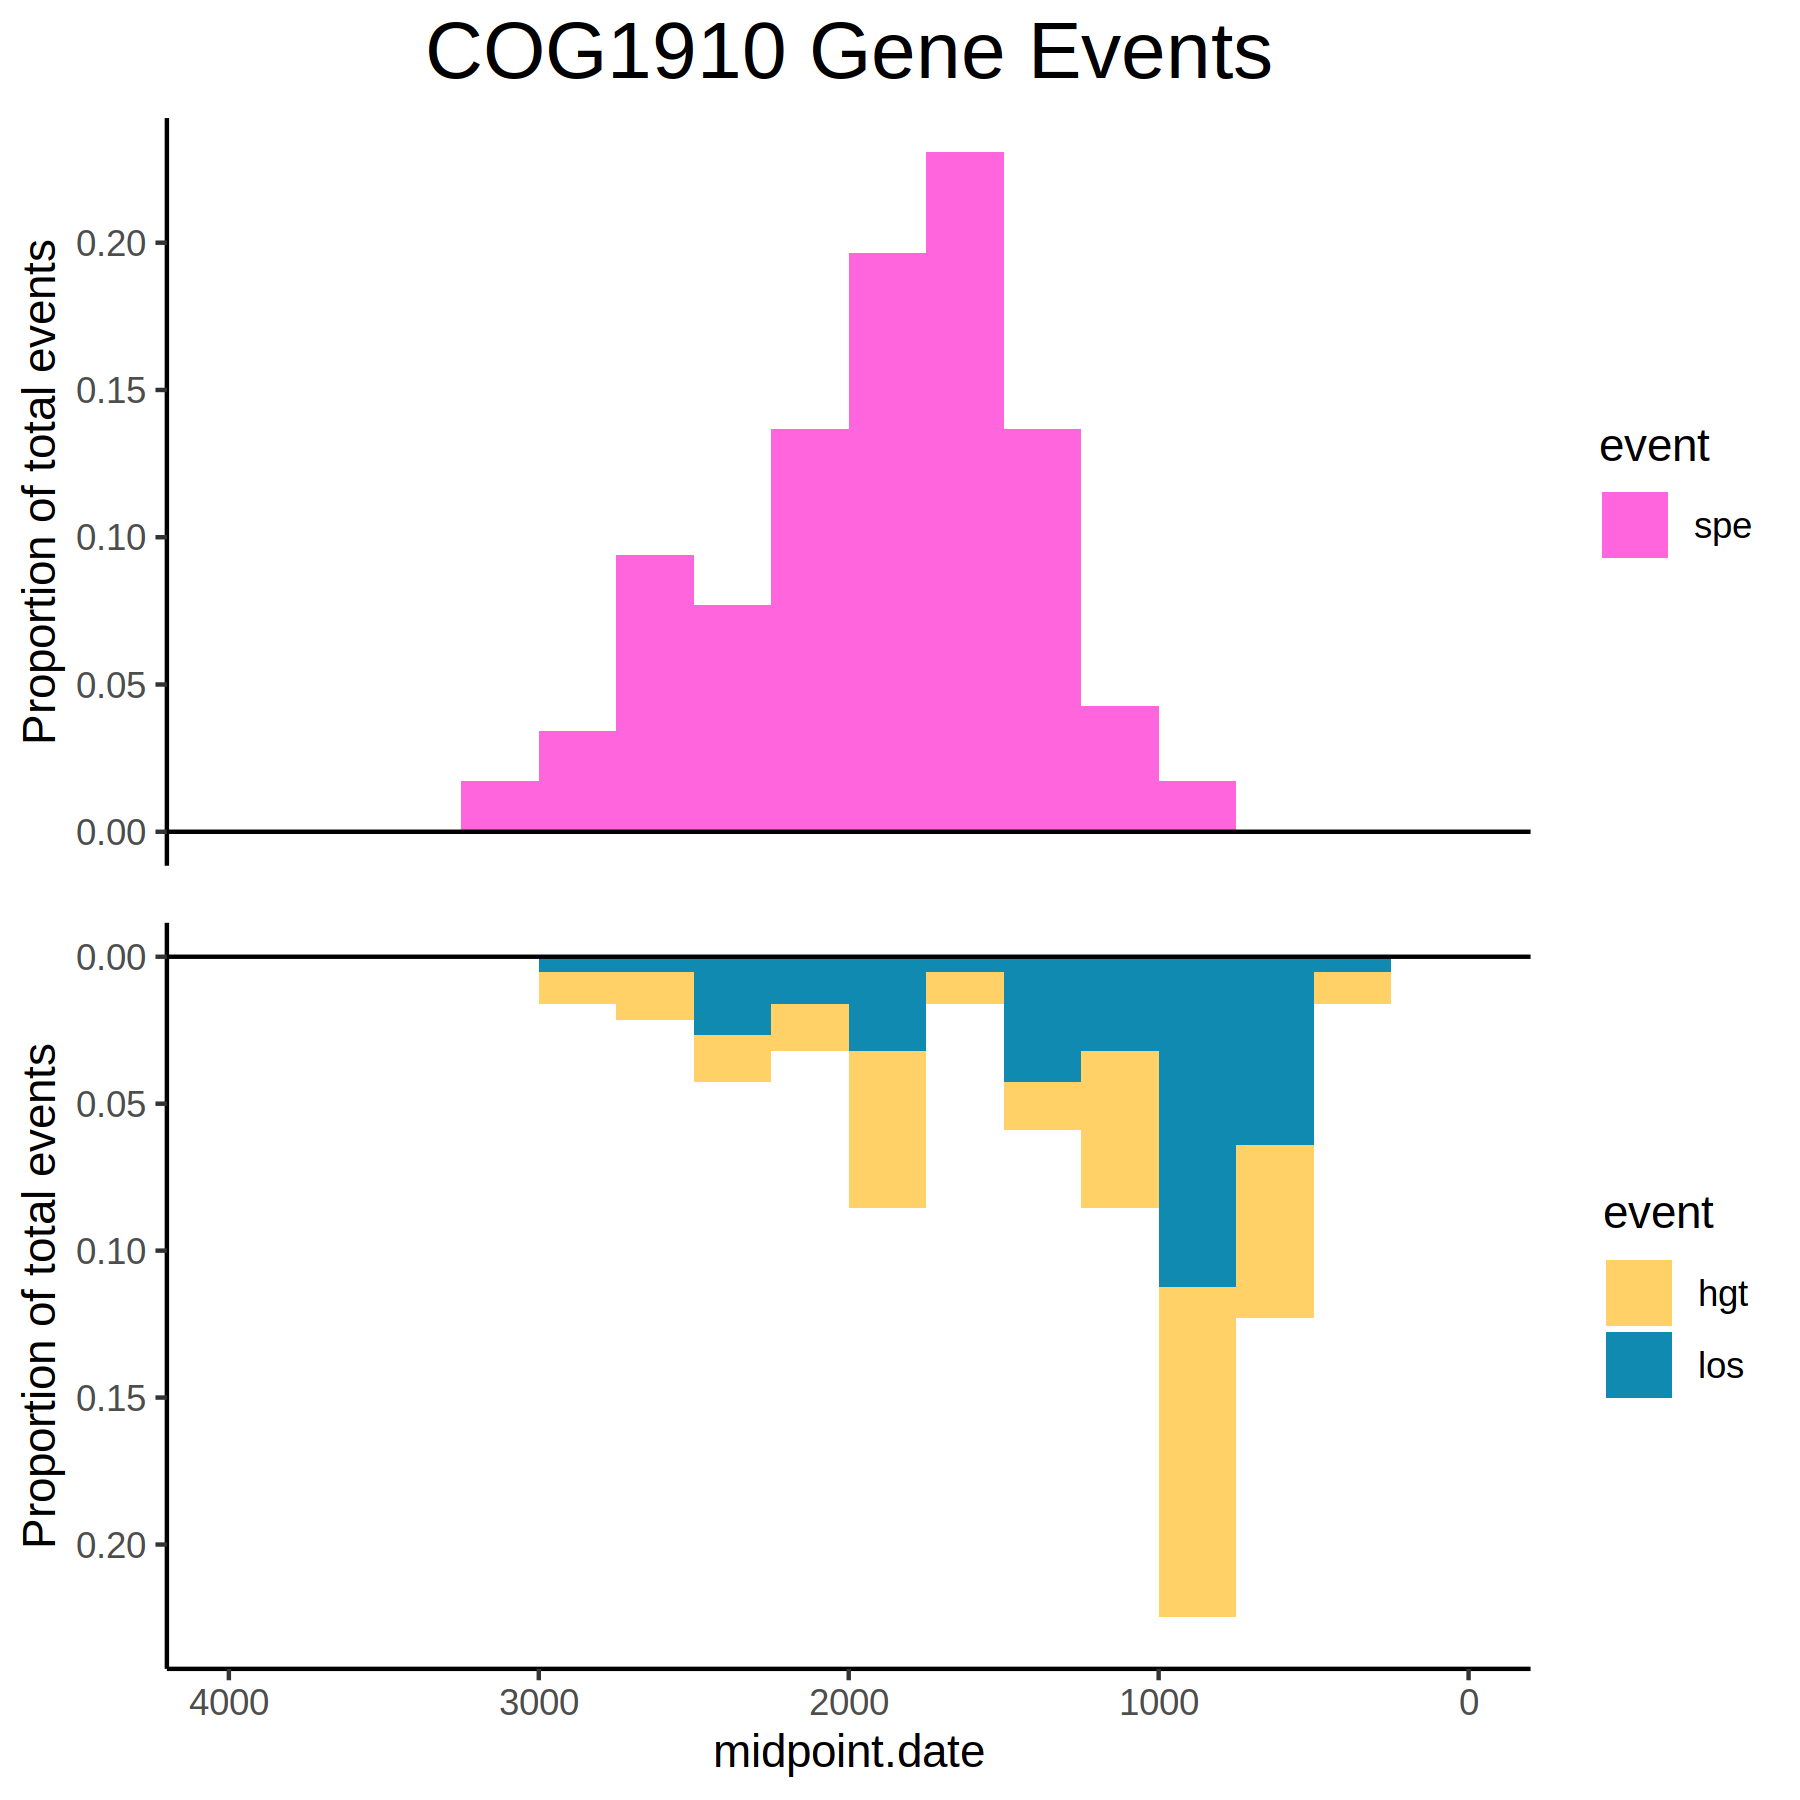 COG1910 Gene Events
Proportion of total events
0.20
0.15
0.10
0.05
0.00
event
spe
Proportion of total events
0.00
0.05
0.10
0.15
0.20
event
hgt
los
4000 3000 2000 1000 0
midpoint.date